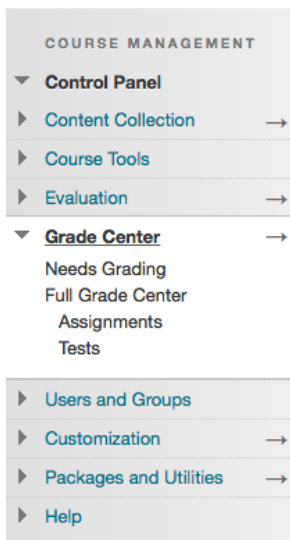 COURSE MANAGEMENT
Control Panel
Content Collection
Course Tools
Evaluation
Grade Center
Needs Grading
Full Grade Center
Assignments
Tests
Users and Groups
Customization
Packages and Utilities
Help